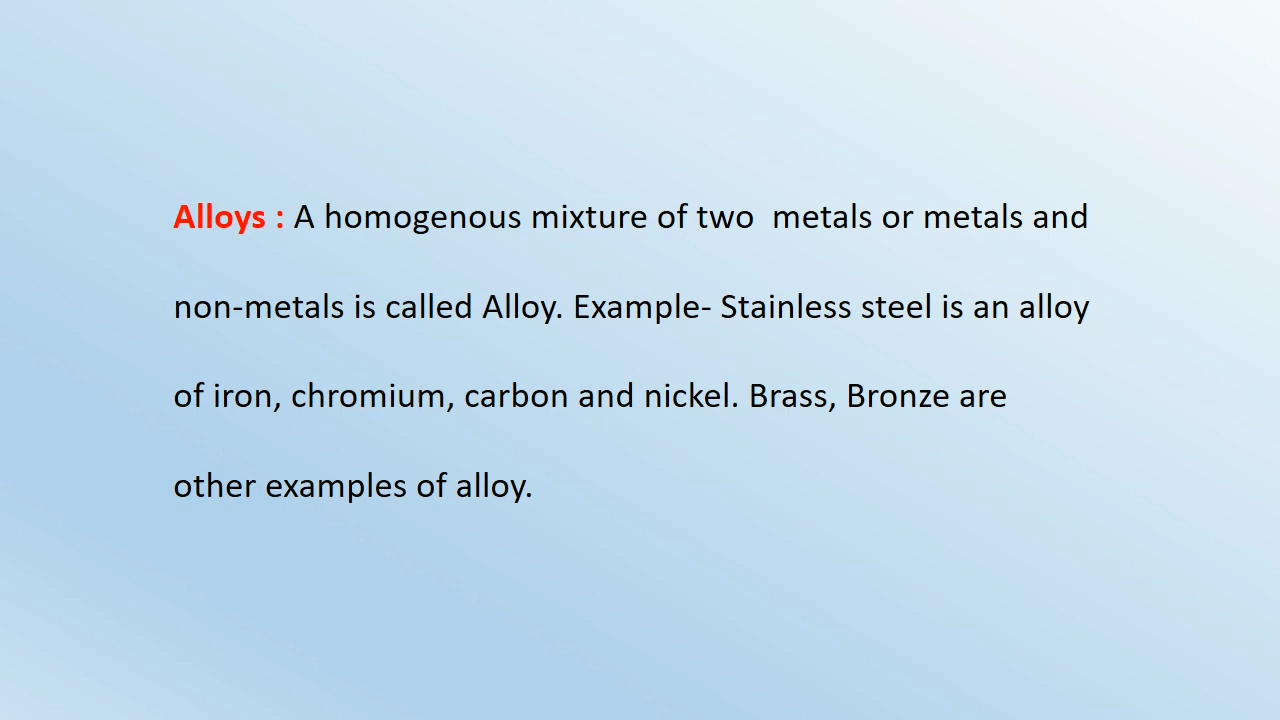 Alloys : A homogenous mixture of two  metals or metals and
non-metals is called Alloy. Example- Stainless steel is an alloy
of iron, chromium, carbon and nickel. Brass, Bronze are
other examples of alloy.